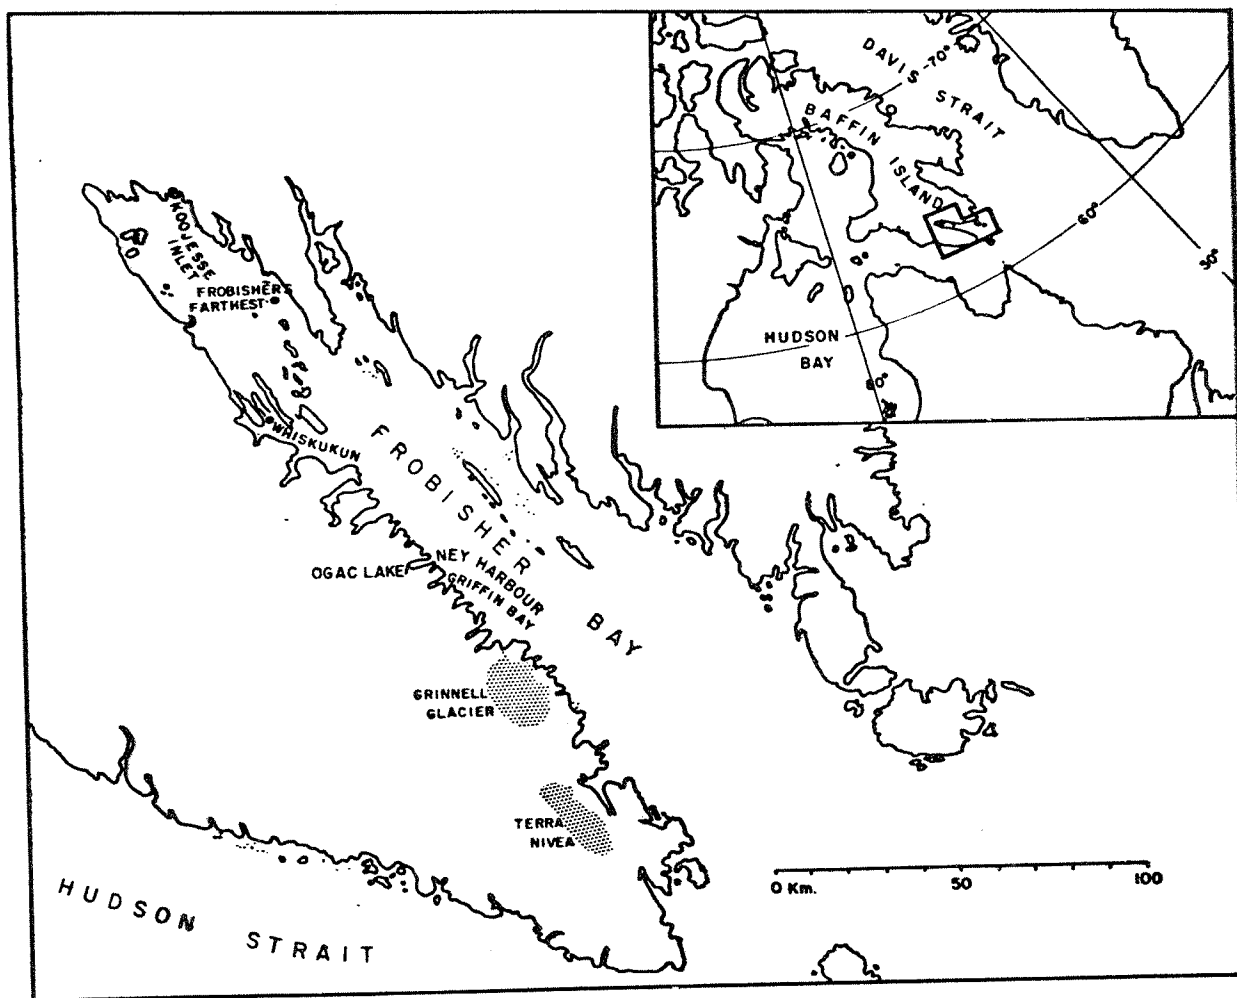 DAVIS
STRAIT
70°
BAFFIN
ISLAND
60°
30°
HUDSON
BAY
80°
KOOJESSE
INLET
FROBISHER'S
FARTHEST
WHISKUKUN
FROBISHER
BAY
NEY HARBOUR
OGAC LAKE
GRIFFIN BAY
GRINNELL
GLACIER
TERRA
NIVEA
0 Km.
50
100
HUDSON
STRAIT